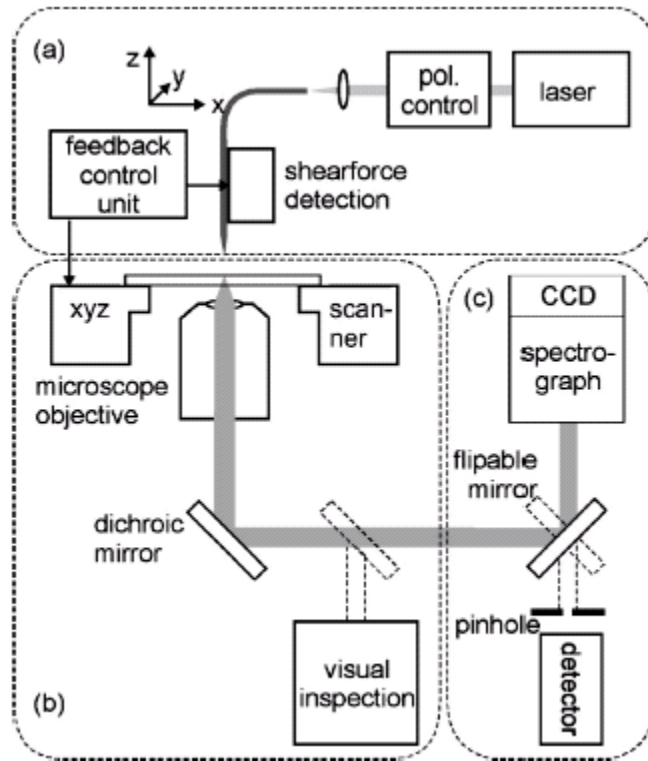 (a)
z
y
x
pol.
control
laser
feedback
control
unit
shearforce
detection
xyz
scan-
ner
microscope
objective
(c)
CCD
spectro-
graph
flipable
mirror
dichroic
mirror
pinhole
visual
inspection
detector
(b)